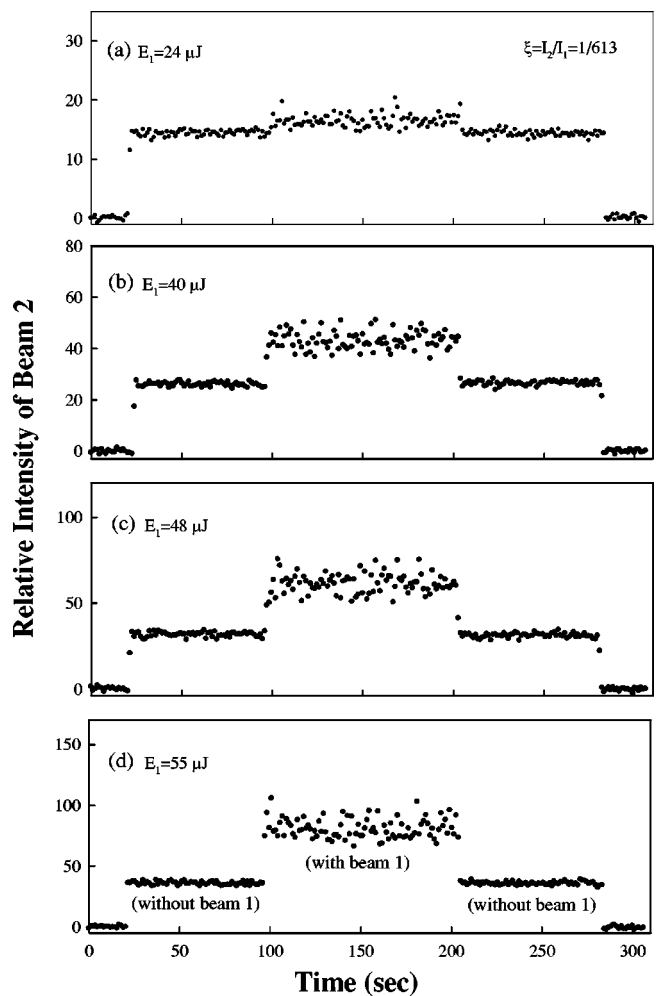 Relative Intensity of Beam 2
30
20
10
0
(a) E₁=24 μJ
ξ=I₂/I₁=1/613
80
60
40
20
0
(b) E₁=40 μJ
100
50
0
(c) E₁=48 μJ
150
100
50
0
(d) E₁=55 μJ
(with beam 1)
(without beam 1) (without beam 1)
0 50 100 150 200 250 300
Time (sec)